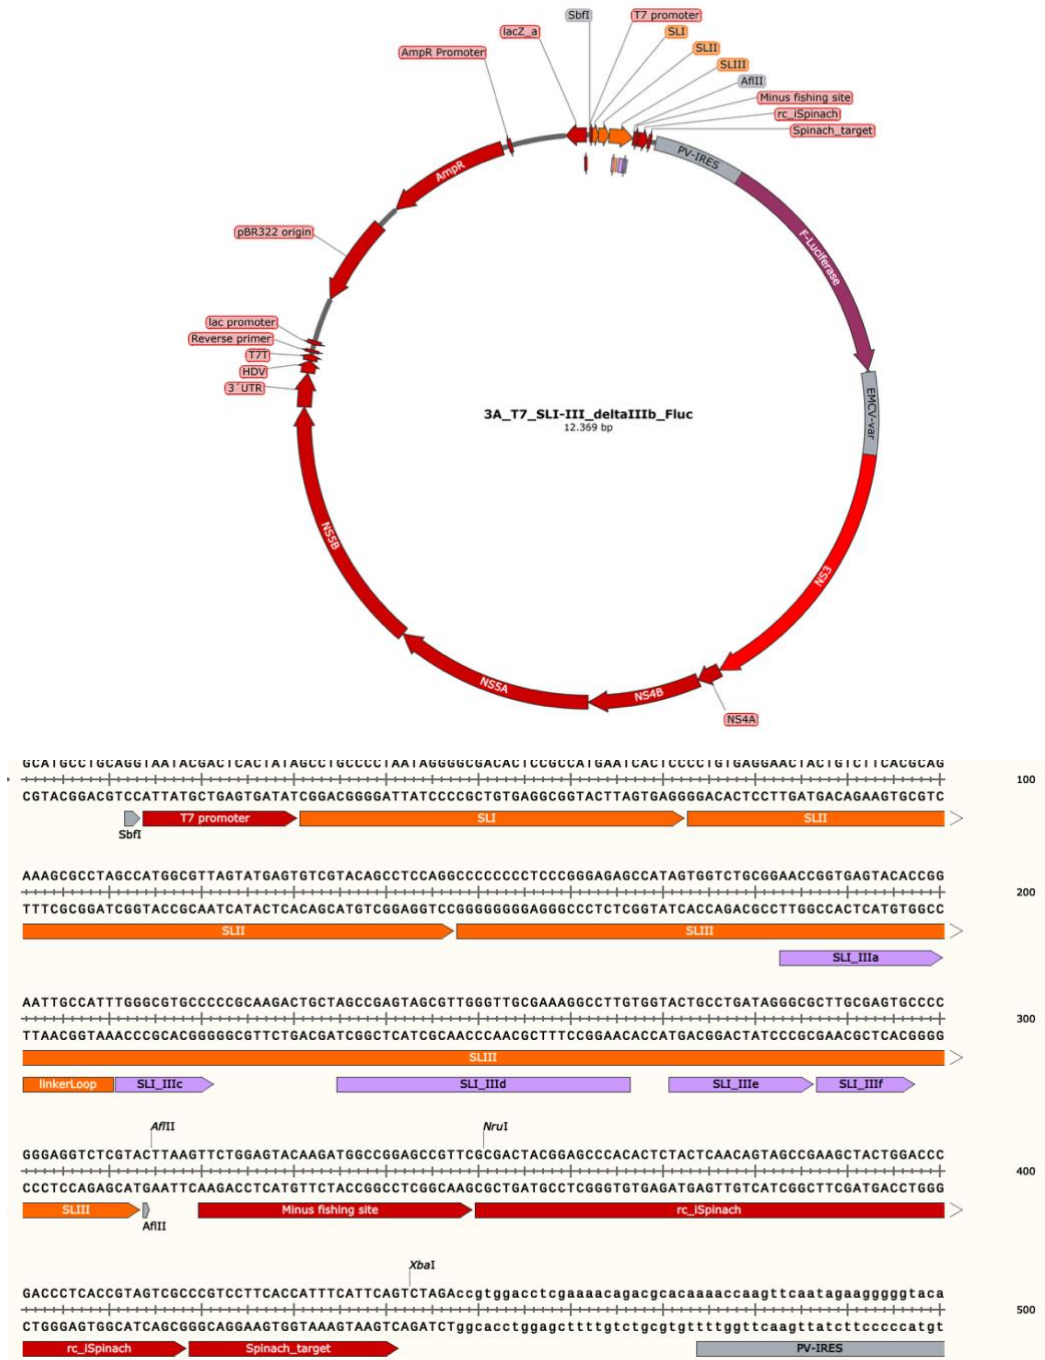 SbfI
T7 promoter
lacZ_a
SLI
AmpR Promoter
SLII
SLIII
AflII
Minus fishing site
rc_iSpinach
Spinach_target
PV-IRES
AmpR
F-Luciferase
pBR322 origin
lac promoter
Reverse primer
T7T
HDV
3´UTR
EMCV-var
3A_T7_SLI-III_deltaIIIb_Fluc
12.369 bp
NS5B
NS3
NS5A
NS4B
NS4A
GCATGCCTGCAGGTAATACGACTCACTATAGCCTGCCCCTAATAGGGGCGACACTCCGCCATGAATCACTCCCCTGTGAGGAACTACTGTCTTCACGCAG
100
CGTACGGACGTCCATTATGCTGAGTGATATCGGACGGGGATTATCCCCGCTGTGAGGCGGTACTTAGTGAGGGGACACTCCTTGATGACAGAAGTGCGTC
T7 promoter SLI SLII
SbfI
AAAGCGCCTAGCCATGGCGTTAGTATGAGTGTCGTACAGCCTCCAGGCCCCCCCCTCCCGGGAGAGCCATAGTGGTCTGCGGAACCGGTGAGTACACCGG
200
TTTCGCGGATCGGTACCGCAATCATACTCACAGCATGTCGGAGGTCCGGGGGGGGAGGGCCCTCTCGGTATCACCAGACGCCTTGGCCACTCATGTGGCC
SLII SLIII
SLI_IIIa
AATTGCCATTTGGGCGTGCCCCCGCAAGACTGCTAGCCGAGTAGCGTTGGGTTGCGAAAGGCCTTGTGGTACTGCCTGATAGGGCGCTTGCGAGTGCCCC
300
TTAACGGTAAACCCGCACGGGGGCGTTCTGACGATCGGCTCATCGCAACCCAACGCTTTCCGGAACACCATGACGGACTATCCCGCGAACGCTCACGGGG
SLIII
linkerLoop SLI_IIIc SLI_IIId SLI_IIIe SLI_IIIf
AflII NruI
GGGAGGTCTCGTACTTAAGTTCTGGAGTACAAGATGGCCGGAGCCGTTCGCGACTACGGAGCCCACACTCTACTCAACAGTAGCCGAAGCTACTGGACCC
400
CCCTCCAGAGCATGAATTCAAGACCTCATGTTCTACCGGCCTCGGCAAGCGCTGATGCCTCGGGTGTGAGATGAGTTGTCATCGGCTTCGATGACCTGGG
SLIII Minus fishing site rc_iSpinach
AflII
XbaI
GACCCTCACCGTAGTCGCCCGTCCTTCACCATTTCATTCAGTCTAGACcgtggacctcgaaaacagacgcacaaaaccaagttcaatagaagggggtaca
500
CTGGGAGTGGCATCAGCGGGCAGGAAGTGGTAAAGTAAGTCAGATCTGgcacctggagcttttgtctgcgtgttttggttcaagttatcttcccccatgt
rc_iSpinach Spinach_target PV-IRES